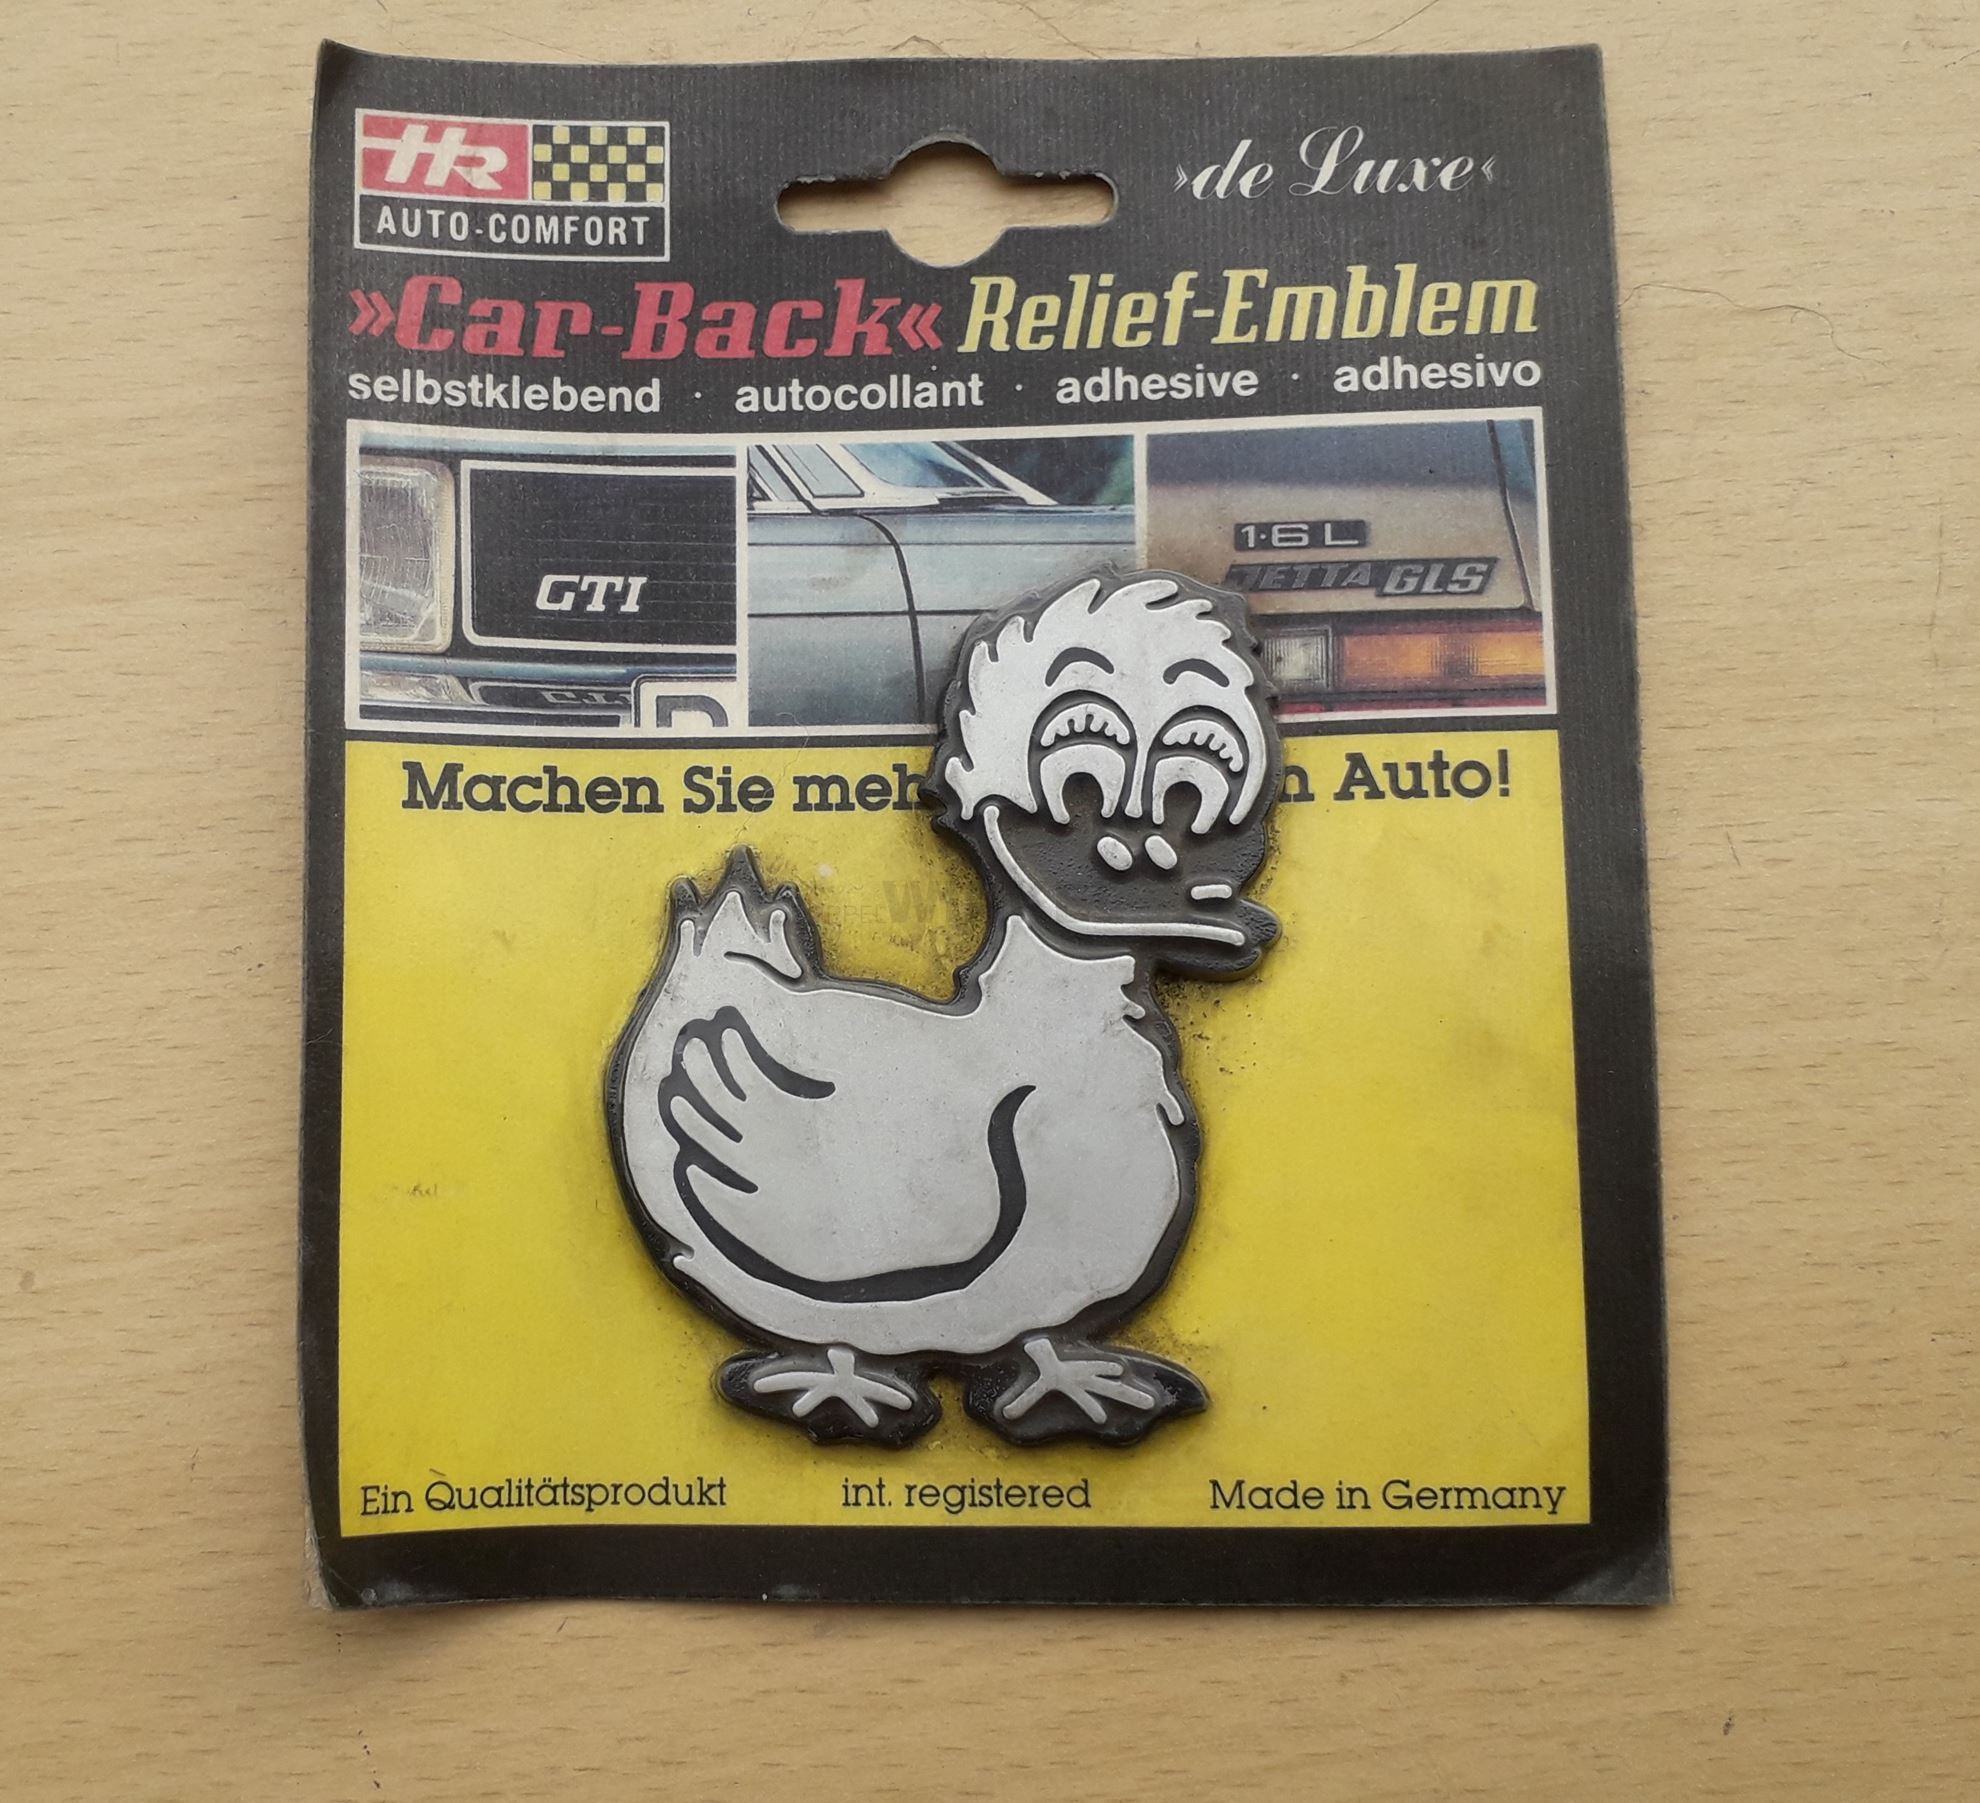 HR
AUTO-COMFORT
»de Luxe«
»Car-Back« Relief-Emblem
selbstklebend · autocollant · adhesive · adhesivo
GTI
1·6 L
JETTA GLS
Machen Sie meh n Auto!
Ein Qualitätsprodukt int. registered Made in Germany